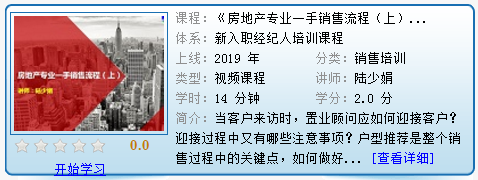 房地产专业一手销售流程（上）
讲师：陆少娟
0.0
开始学习
课程：《房地产专业一手销售流程（上）...
体系：新入职经纪人培训课程
上线：2019 年 分类：销售培训
类型：视频课程 讲师：陆少娟
学时：14 分钟 学分：2.0 分
简介：当客户来访时，置业顾问应如何迎接客户？
迎接过程中又有哪些注意事项？户型推荐是整个销
售过程中的关键点，如何做好... [查看详细]